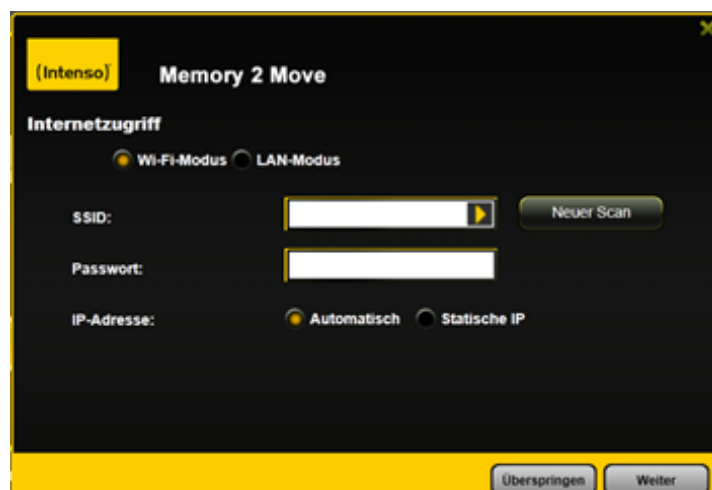 (Intenso)
Memory 2 Move
Internetzugriff
Wi-Fi-Modus LAN-Modus
SSID: Neuer Scan
Passwort:
IP-Adresse: Automatisch Statische IP
Überspringen Weiter